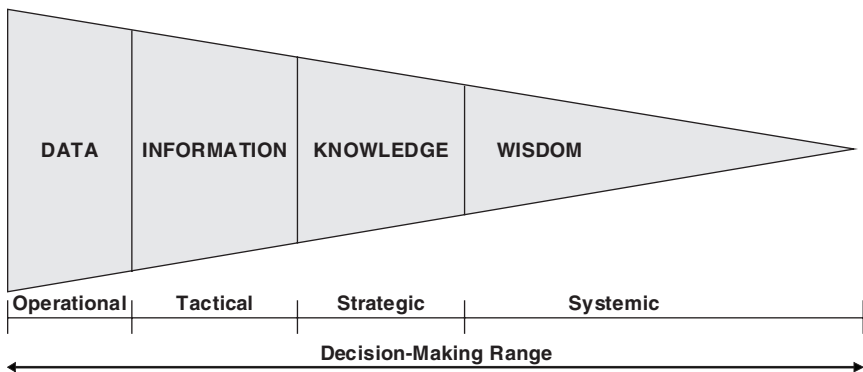 DATA INFORMATION KNOWLEDGE WISDOM
Operational Tactical Strategic Systemic
Decision-Making Range